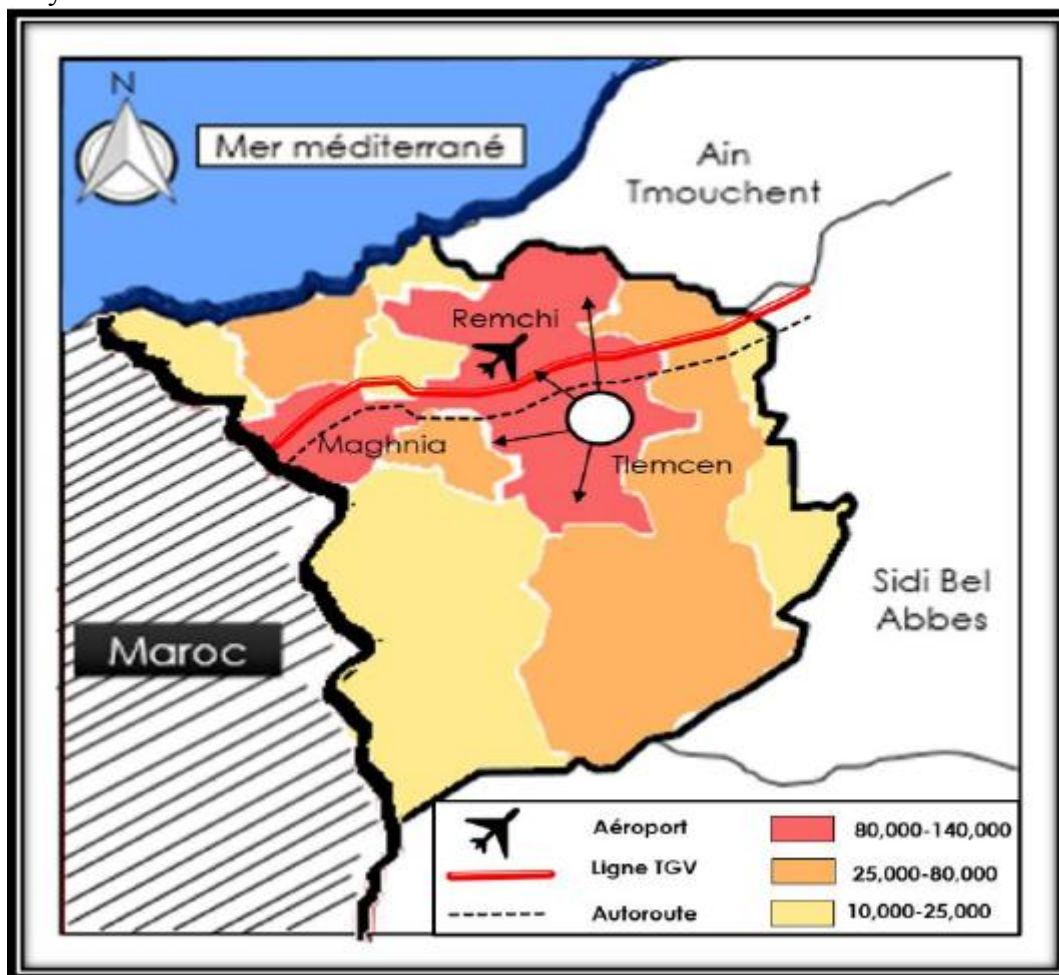 N
Mer méditerrané
Ain
Tmouchent
Remchi
Maghnia
Tlemcen
Sidi Bel
Abbes
Maroc
Aéroport
80,000-140,000
Ligne TGV
25,000-80,000
Autoroute
10,000-25,000